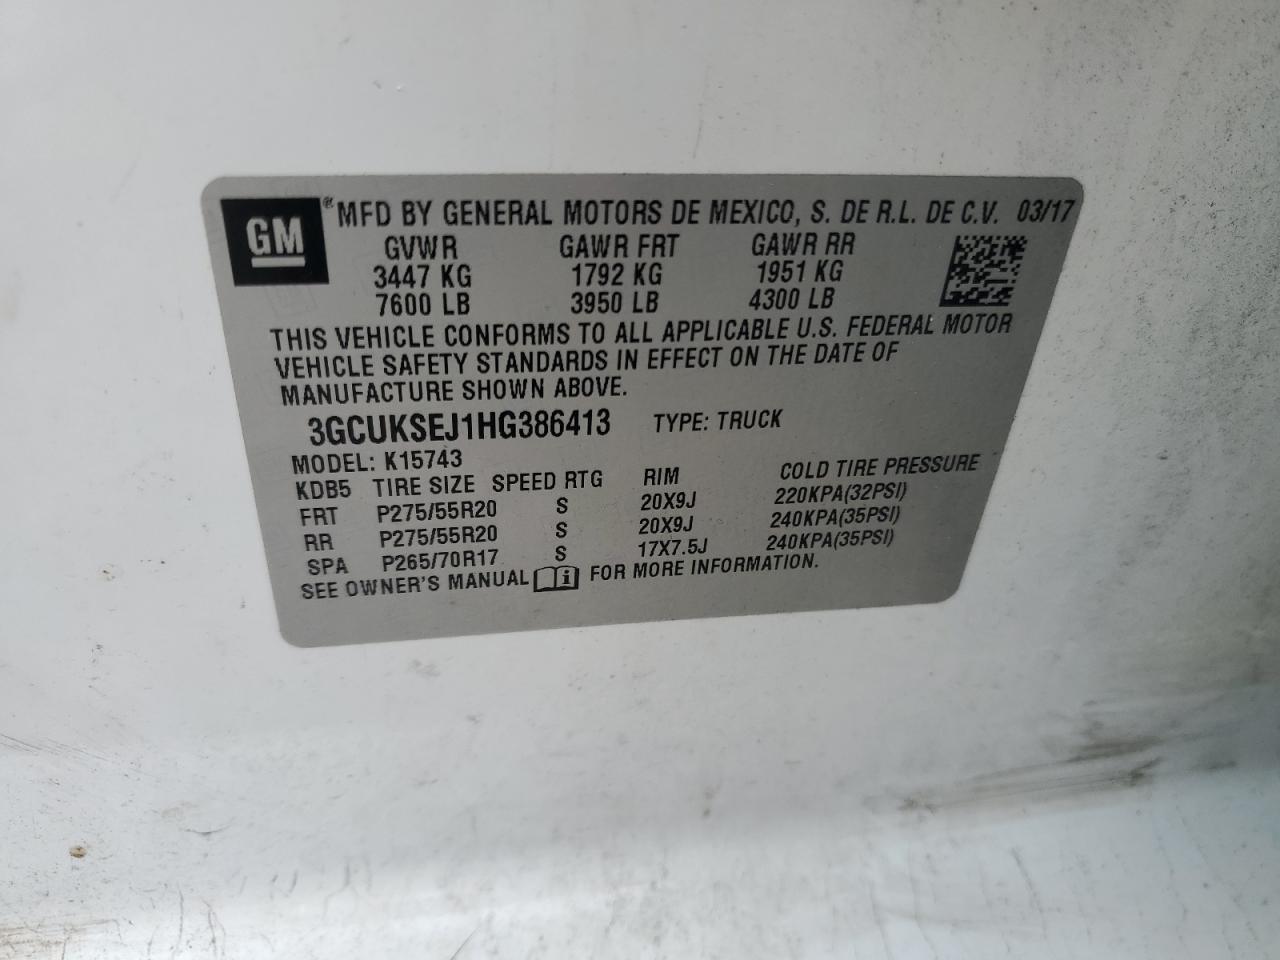 GM ® MFD BY GENERAL MOTORS DE MEXICO, S. DE R.L. DE C.V. 03/17
GVWR GAWR FRT GAWR RR
3447 KG 1792 KG 1951 KG
7600 LB 3950 LB 4300 LB
THIS VEHICLE CONFORMS TO ALL APPLICABLE U.S. FEDERAL MOTOR
VEHICLE SAFETY STANDARDS IN EFFECT ON THE DATE OF
MANUFACTURE SHOWN ABOVE.
3GCUKSEJ1HG386413 TYPE: TRUCK
MODEL: K15743
KDB5 TIRE SIZE SPEED RTG RIM COLD TIRE PRESSURE
FRT P275/55R20 S 20X9J 220KPA(32PSI)
RR P275/55R20 S 20X9J 240KPA(35PSI)
SPA P265/70R17 S 17X7.5J 240KPA(35PSI)
SEE OWNER'S MANUAL i FOR MORE INFORMATION.